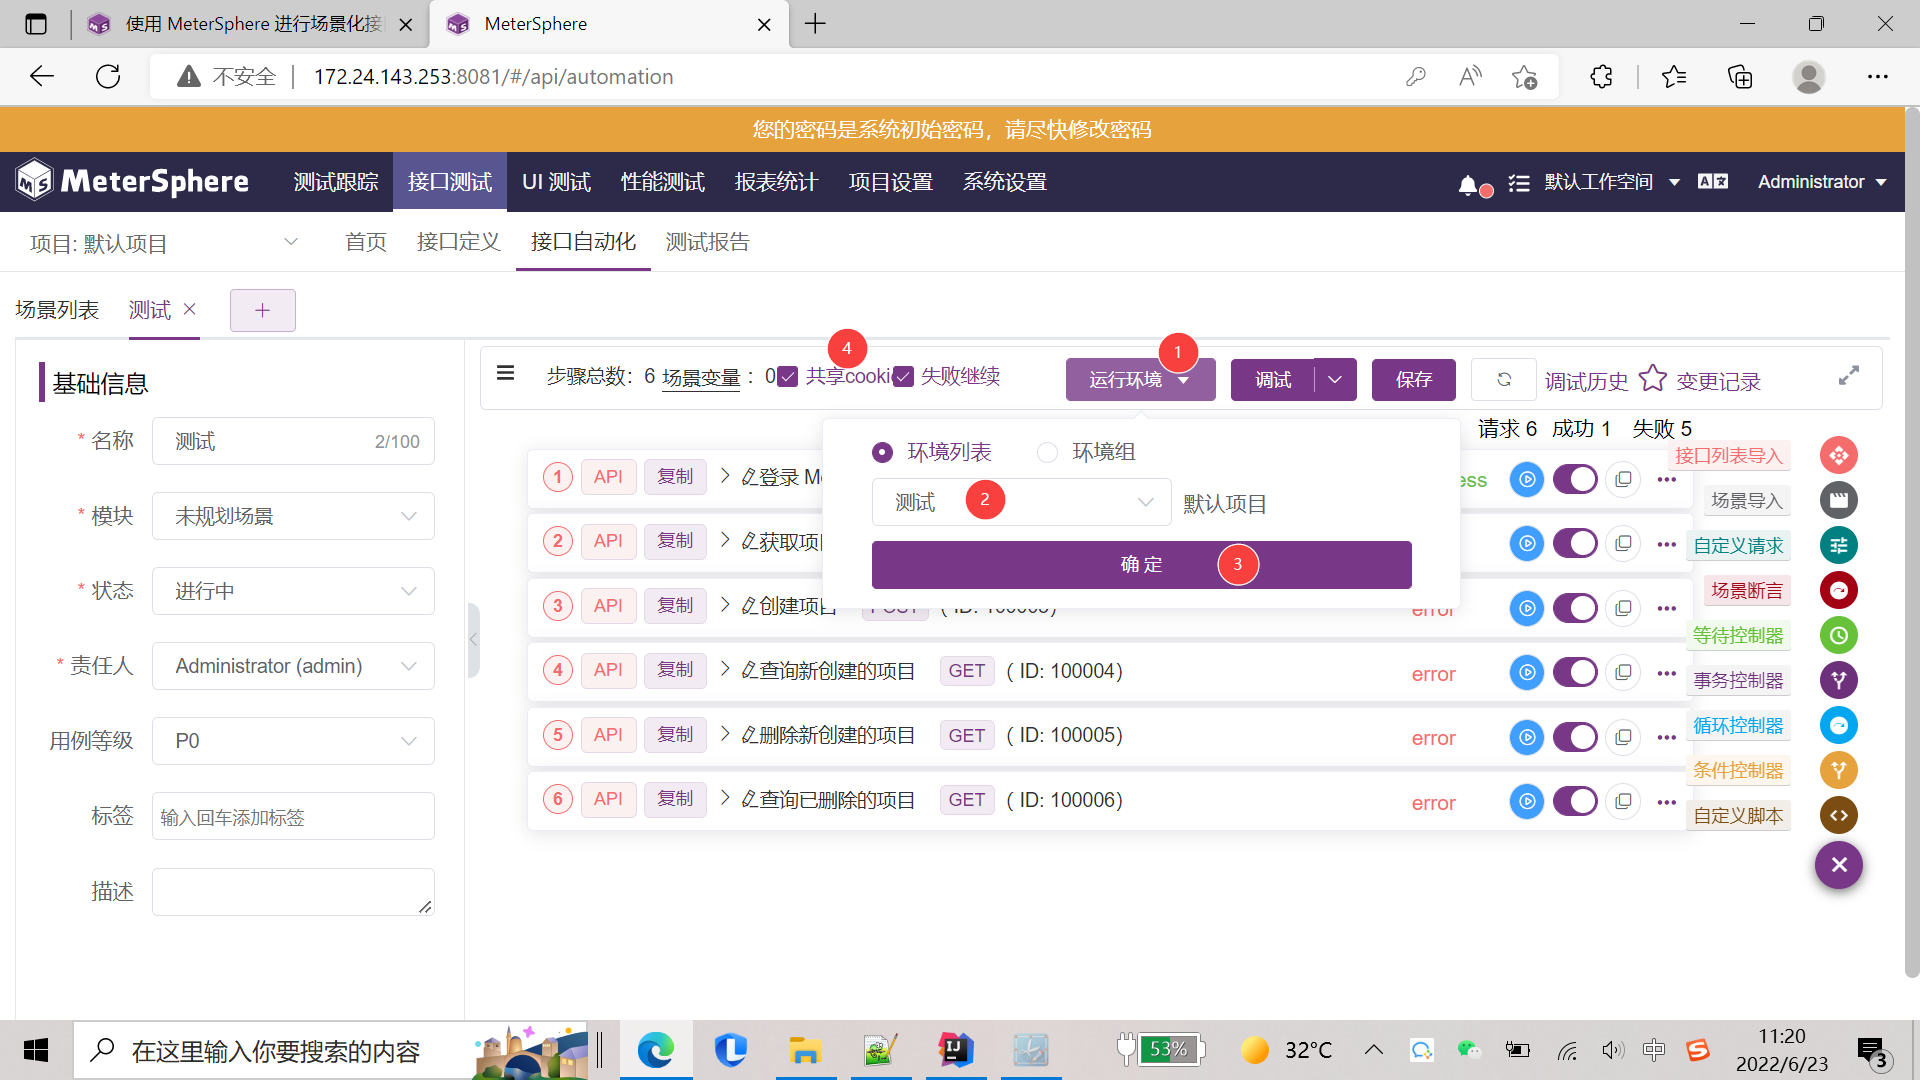 使用 MeterSphere 进行场景化接
MeterSphere
不安全
172.24.143.253:8081/#/api/automation
您的密码是系统初始密码，请尽快修改密码
MeterSphere
测试跟踪
接口测试
UI 测试
性能测试
报表统计
项目设置
系统设置
默认工作空间
Administrator
项目: 默认项目
首页
接口定义
接口自动化
测试报告
场景列表
测试
+
基础信息
* 名称
测试
2/100
* 模块
未规划场景
* 状态
进行中
* 责任人
Administrator (admin)
用例等级
P0
标签
输入回车添加标签
描述
步骤总数：6 场景变量 ：0
共享cooki
失败继续
4
运行环境
1
调试
保存
调试历史
变更记录
请求 6 成功 1 失败 5
环境列表
环境组
测试
2
默认项目
确 定
3
1 API 复制 登录 M
ess
2 API 复制 获取项
3 API 复制 创建项目 POST ( ID: 100003)
error
4 API 复制 查询新创建的项目 GET ( ID: 100004)
error
5 API 复制 删除新创建的项目 GET ( ID: 100005)
error
6 API 复制 查询已删除的项目 GET ( ID: 100006)
error
接口列表导入
场景导入
自定义请求
场景断言
等待控制器
事务控制器
循环控制器
条件控制器
自定义脚本
在这里输入你要搜索的内容
53%
32°C
中
11:20
2022/6/23
3